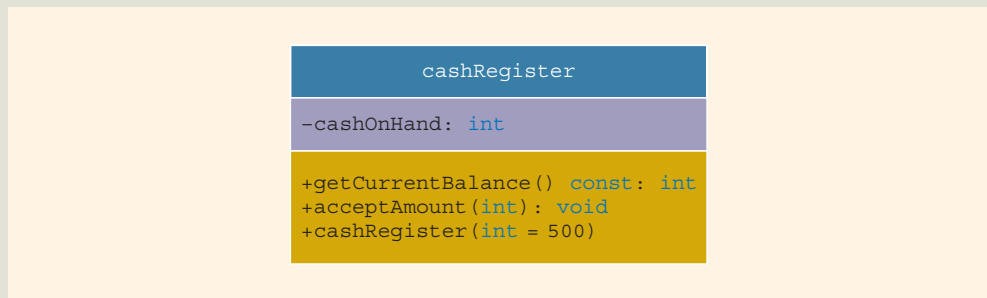 cashRegister
-cashOnHand: int
+getCurrentBalance() const: int
+acceptAmount(int): void
+cashRegister(int = 500)